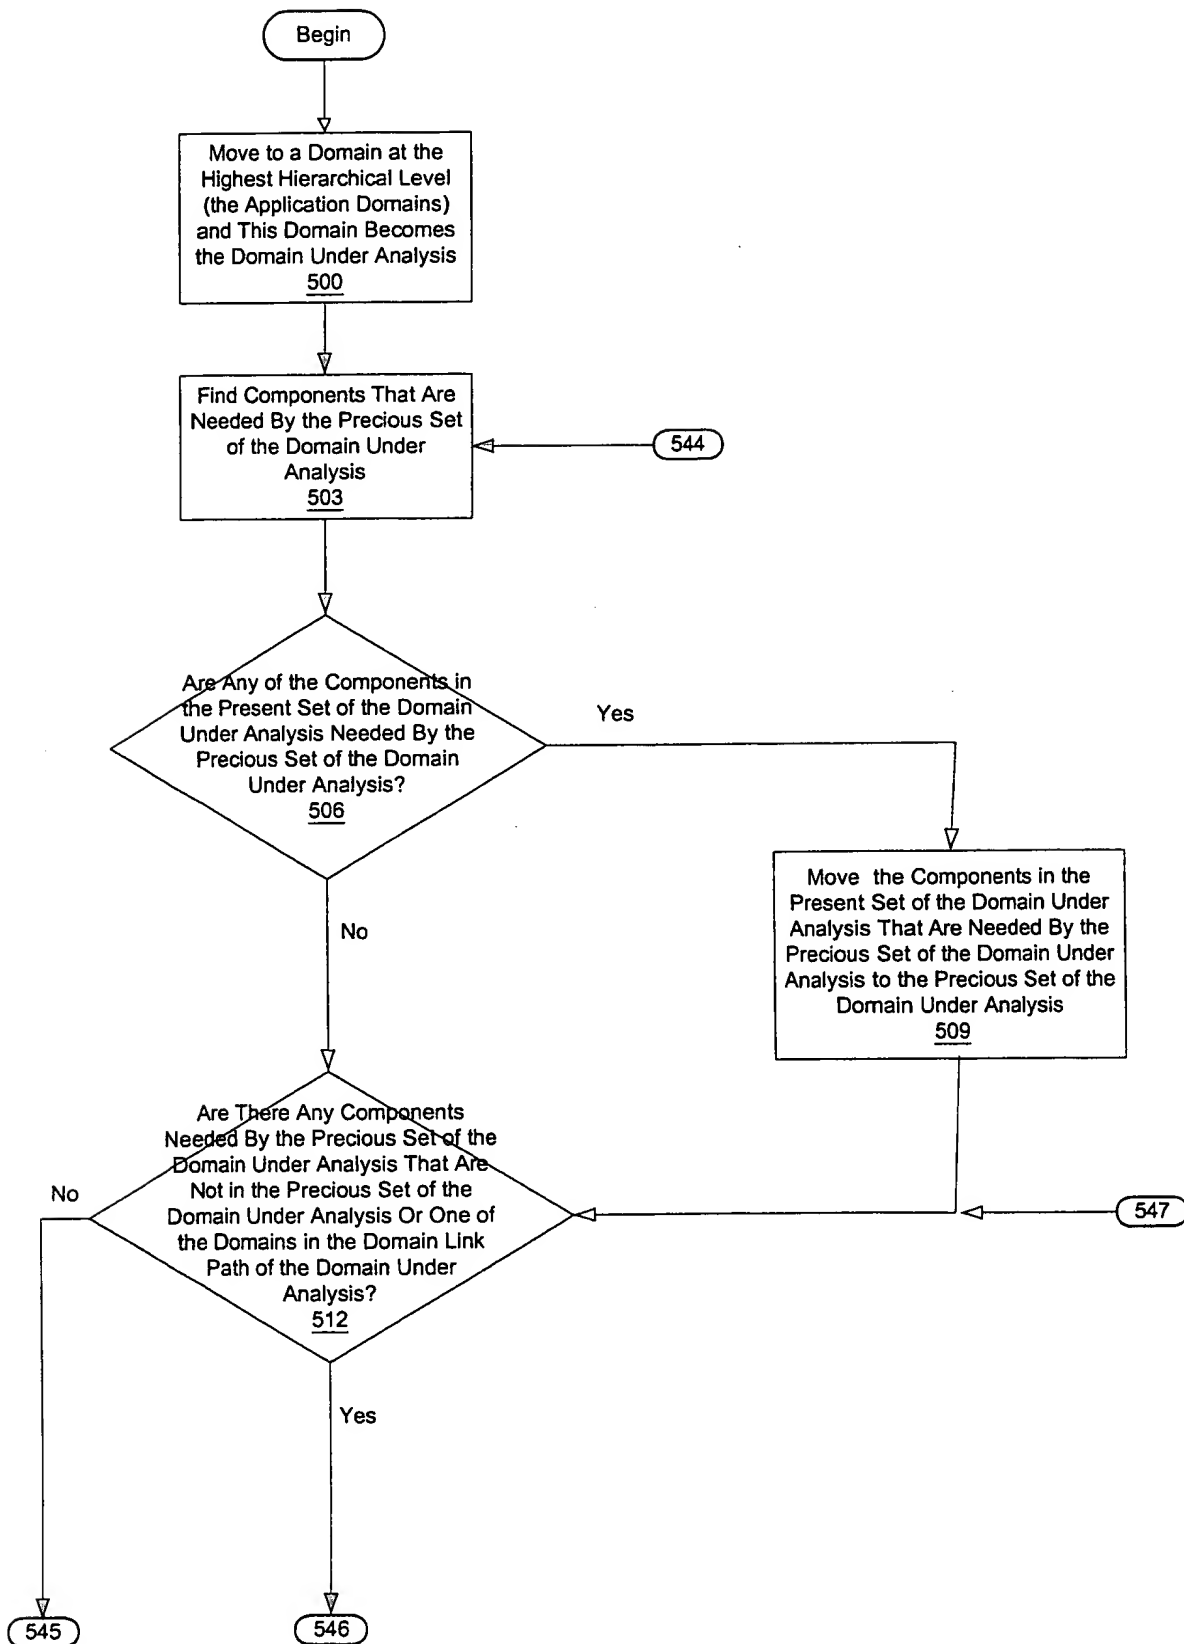 Begin
Move to a Domain at the
Highest Hierarchical Level
(the Application Domains)
and This Domain Becomes
the Domain Under Analysis
500
Find Components That Are
Needed By the Precious Set
of the Domain Under
Analysis
503
544
Are Any of the Components in
the Present Set of the Domain
Under Analysis Needed By the
Precious Set of the Domain
Under Analysis?
506
Yes
No
Move the Components in the
Present Set of the Domain Under
Analysis That Are Needed By the
Precious Set of the Domain Under
Analysis to the Precious Set of the
Domain Under Analysis
509
Are There Any Components
Needed By the Precious Set of the
Domain Under Analysis That Are
Not in the Precious Set of the
Domain Under Analysis Or One of
the Domains in the Domain Link
Path of the Domain Under
Analysis?
512
No
547
Yes
545
546